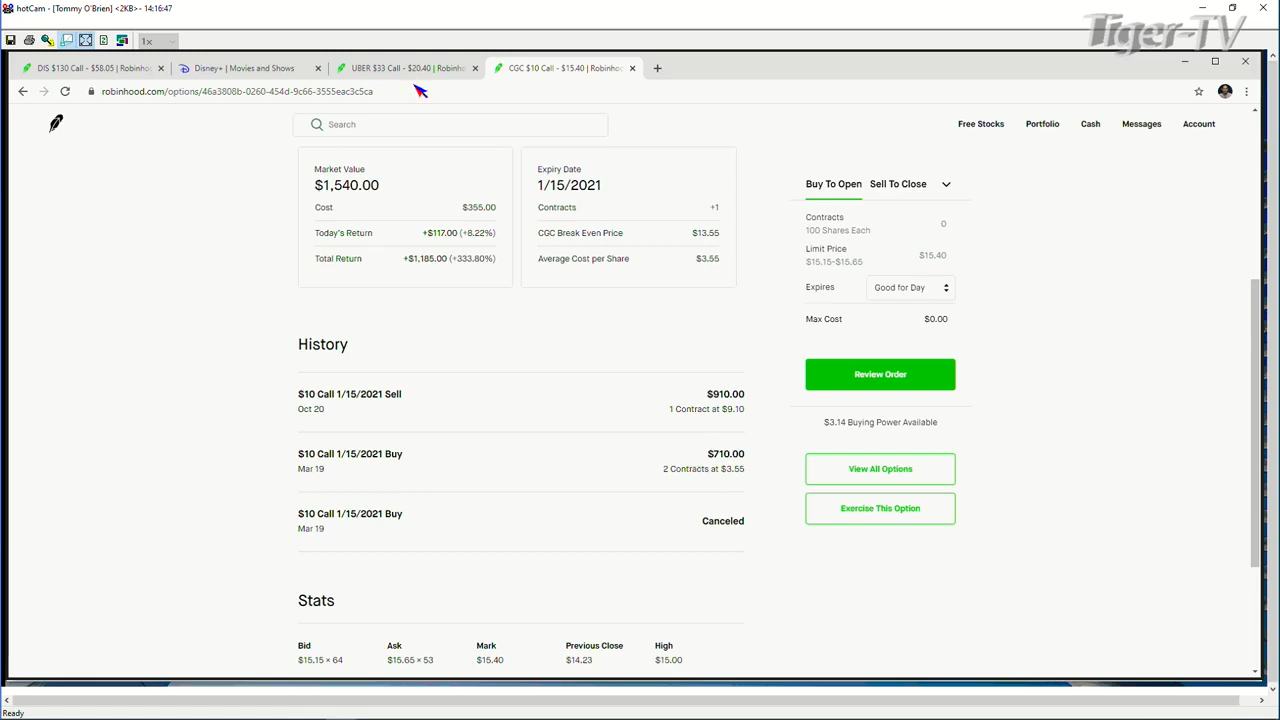 hotCam - [Tommy O'Brien] <2KB>- 14:16:47
Tiger-TV
1x
DIS $130 Call - $58.05 | Robinhood
Disney+ | Movies and Shows
UBER $33 Call - $20.40 | Robinh
CGC $10 Call - $15.40 | Robinho
robinhood.com/options/46a3808b-0260-454d-9c66-3555eac3c5ca
Search
Free Stocks
Portfolio
Cash
Messages
Account
Market Value
$1,540.00
Cost $355.00
Today's Return +$117.00 (+8.22%)
Total Return +$1,185.00 (+333.80%)
Expiry Date
1/15/2021
Contracts +1
CGC Break Even Price $13.55
Average Cost per Share $3.55
Buy To Open Sell To Close
Contracts
100 Shares Each
0
Limit Price
$15.15-$15.65
$15.40
Expires Good for Day
Max Cost $0.00
Review Order
$3.14 Buying Power Available
View All Options
Exercise This Option
History
$10 Call 1/15/2021 Sell $910.00
Oct 20 1 Contract at $9.10
$10 Call 1/15/2021 Buy $710.00
Mar 19 2 Contracts at $3.55
$10 Call 1/15/2021 Buy
Mar 19
Canceled
Stats
Bid Ask Mark Previous Close High
$15.15 × 64 $15.65 × 53 $15.40 $14.23 $15.00
Ready